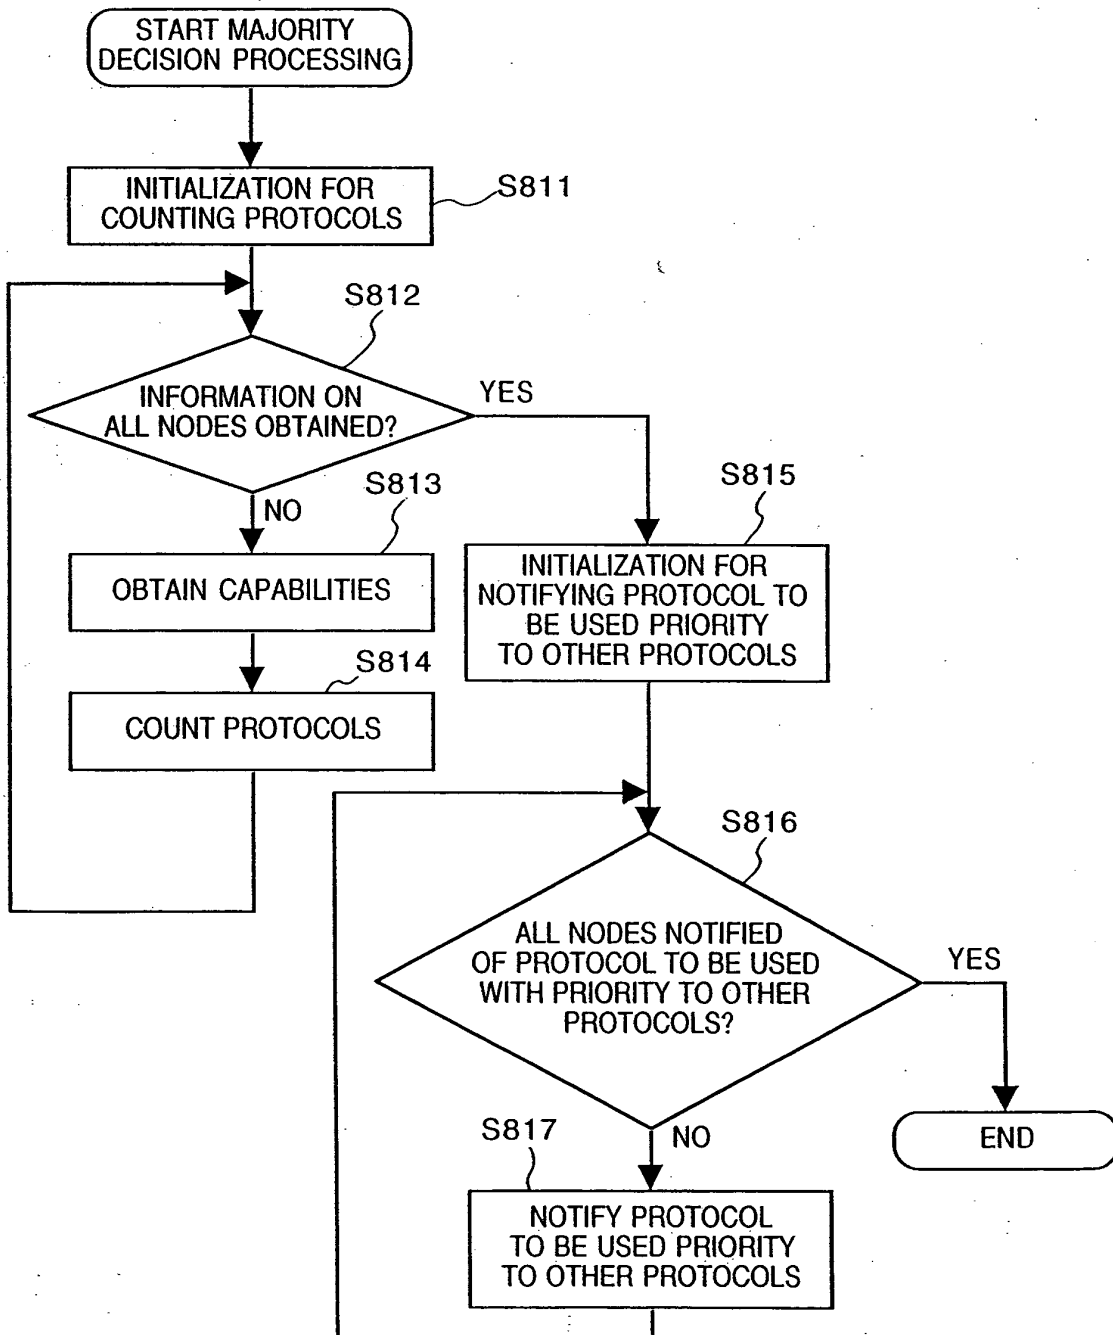 START MAJORITY
DECISION PROCESSING
INITIALIZATION FOR
COUNTING PROTOCOLS
S811
S812
INFORMATION ON
ALL NODES OBTAINED?
YES
NO
S813
OBTAIN CAPABILITIES
S814
COUNT PROTOCOLS
S815
INITIALIZATION FOR
NOTIFYING PROTOCOL TO
BE USED PRIORITY
TO OTHER PROTOCOLS
S816
ALL NODES NOTIFIED
OF PROTOCOL TO BE USED
WITH PRIORITY TO OTHER
PROTOCOLS?
YES
NO
END
S817
NOTIFY PROTOCOL
TO BE USED PRIORITY
TO OTHER PROTOCOLS